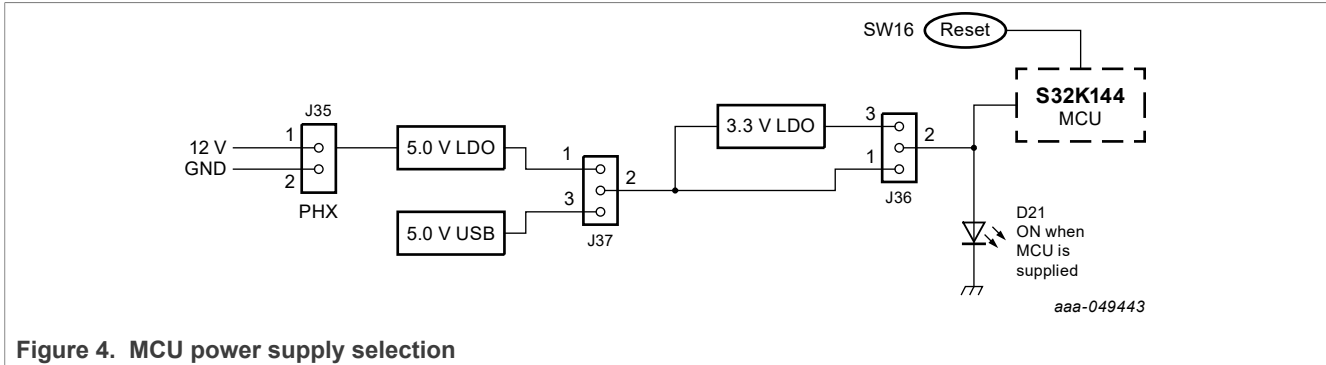 SW16
Reset
S32K144
MCU
J35
12 V
1
GND
2
PHX
5.0 V LDO
5.0 V USB
1
2
3
J37
3.3 V LDO
3
2
1
J36
D21
ON when
MCU is
supplied
aaa-049443
Figure 4. MCU power supply selection